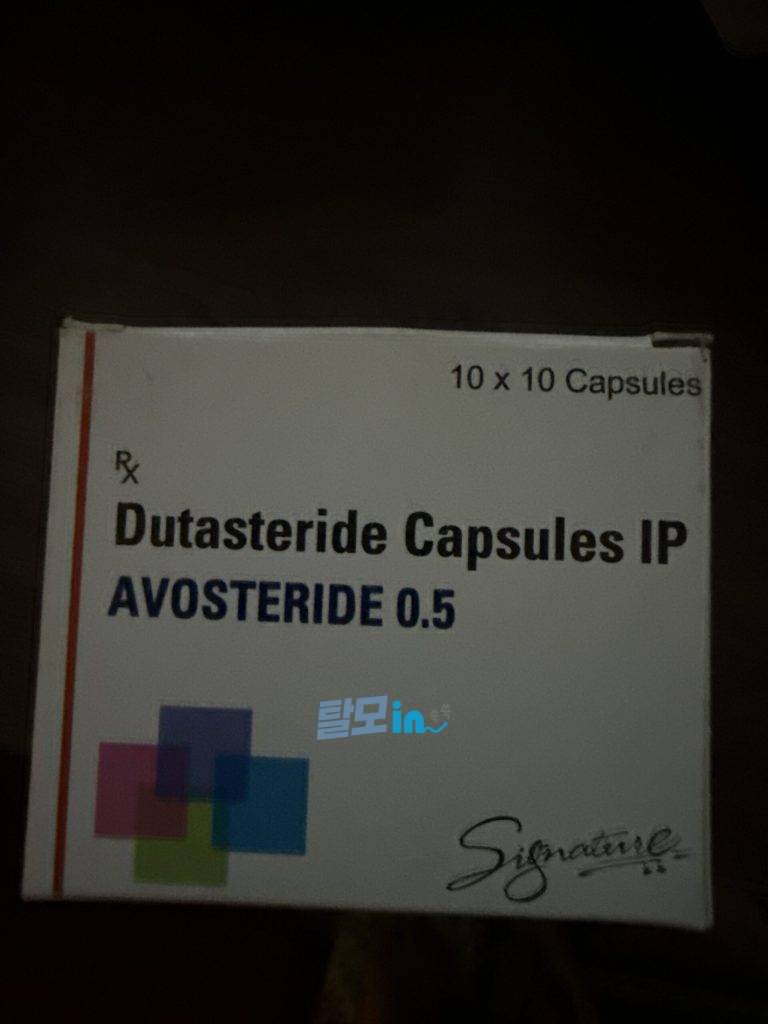 10 x 10 Capsules
Rx
Dutasteride Capsules IP
AVOSTERIDE 0.5
탈모in
Signature